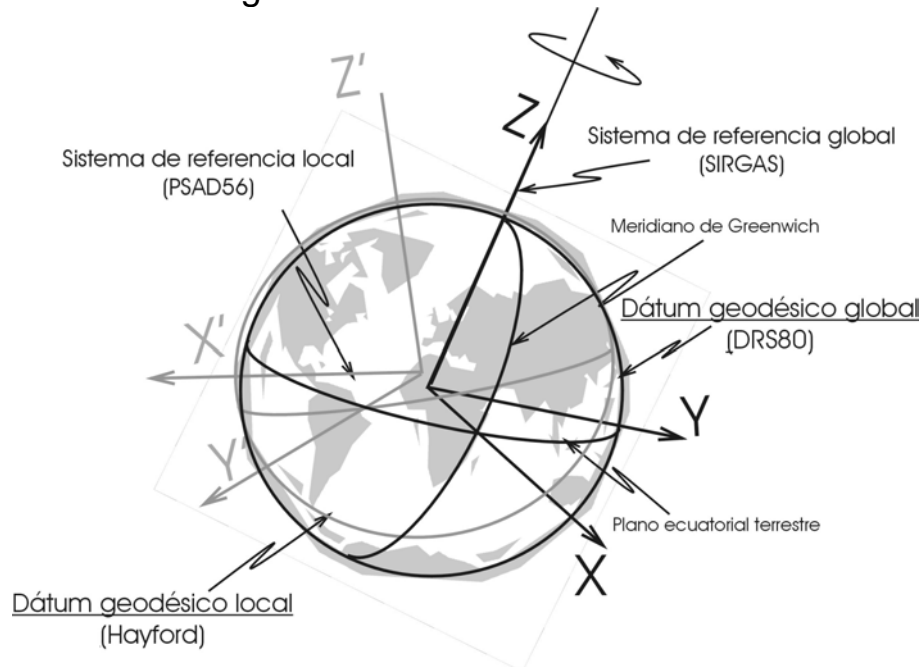 Z'
Z
Sistema de referencia global
(SIRGAS)
Sistema de referencia local
(PSAD56)
Meridiano de Greenwich
Dátum geodésico global
(DRS80)
X'
Y
Y'
Plano ecuatorial terrestre
X
Dátum geodésico local
(Hayford)